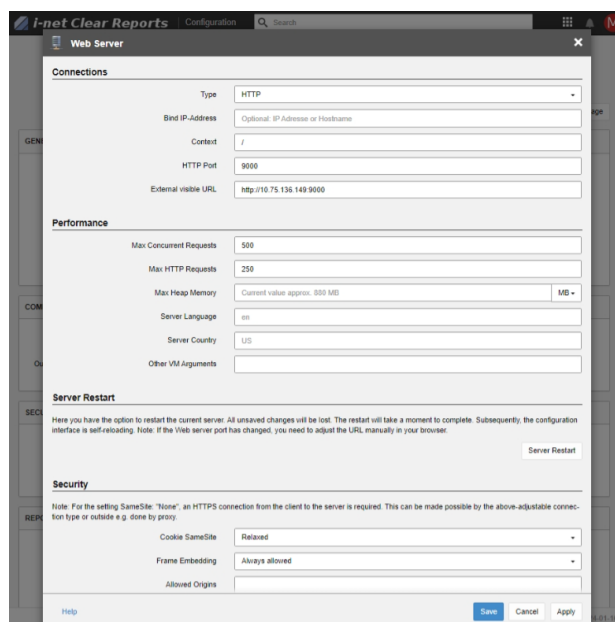 i-net Clear Reports Configuration Search
Web Server
Connections
Type HTTP
Bind IP-Address Optional: IP Adresse or Hostname
Context /
HTTP Port 9000
External visible URL http://10.75.136.149:9000
Performance
Max Concurrent Requests 500
Max HTTP Requests 250
Max Heap Memory Current value approx. 880 MB MB
Server Language en
Server Country US
Other VM Arguments
Server Restart
Here you have the option to restart the current server. All unsaved changes will be lost. The restart will take a moment to complete. Subsequently, the configuration
interface is self-reloading. Note: If the Web server port has changed, you need to adjust the URL manually in your browser.
Server Restart
Security
Note: For the setting SameSite: "None", an HTTPS connection from the client to the server is required. This can be made possible by the above-adjustable connec-
tion type or outside e.g. done by proxy.
Cookie SameSite Relaxed
Frame Embedding Always allowed
Allowed Origins
Help Save Cancel Apply